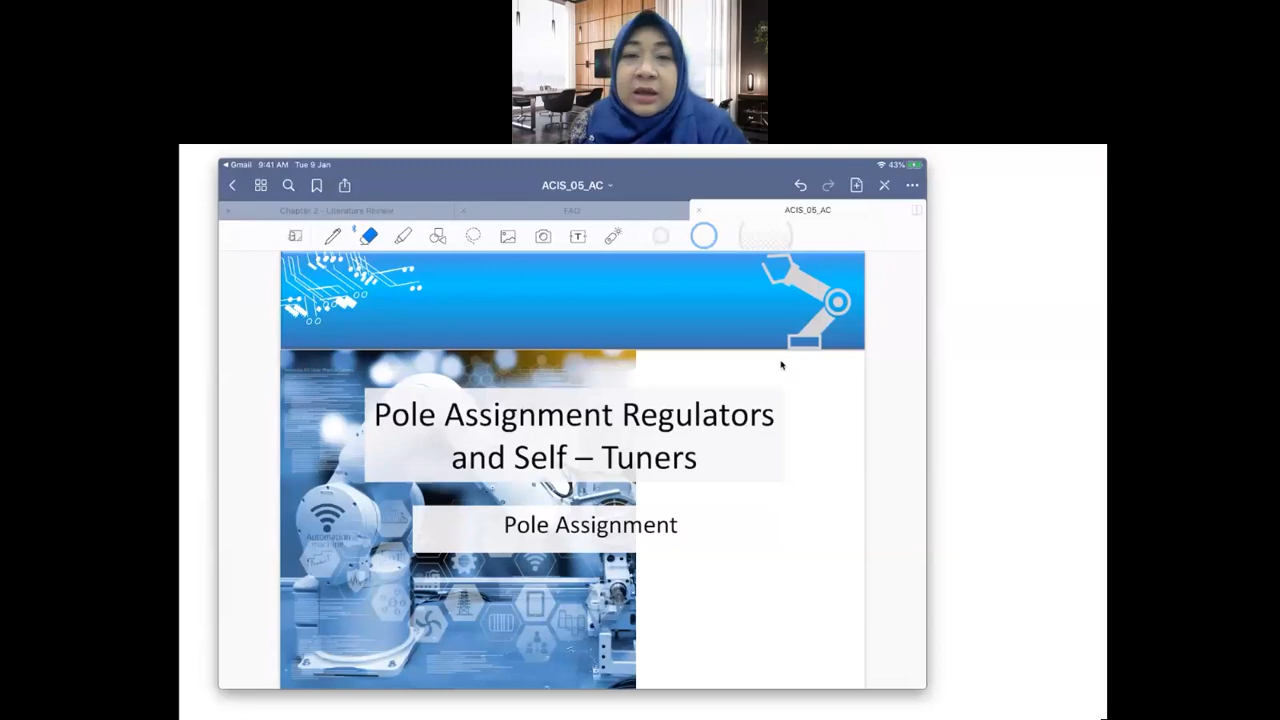 Gmail 9:41 AM Tue 9 Jan 43%
ACIS_05_AC
Chapter 2 - Literature Review FAQ ACIS_05_AC
T
Pole Assignment Regulators
and Self – Tuners
Pole Assignment
Automation